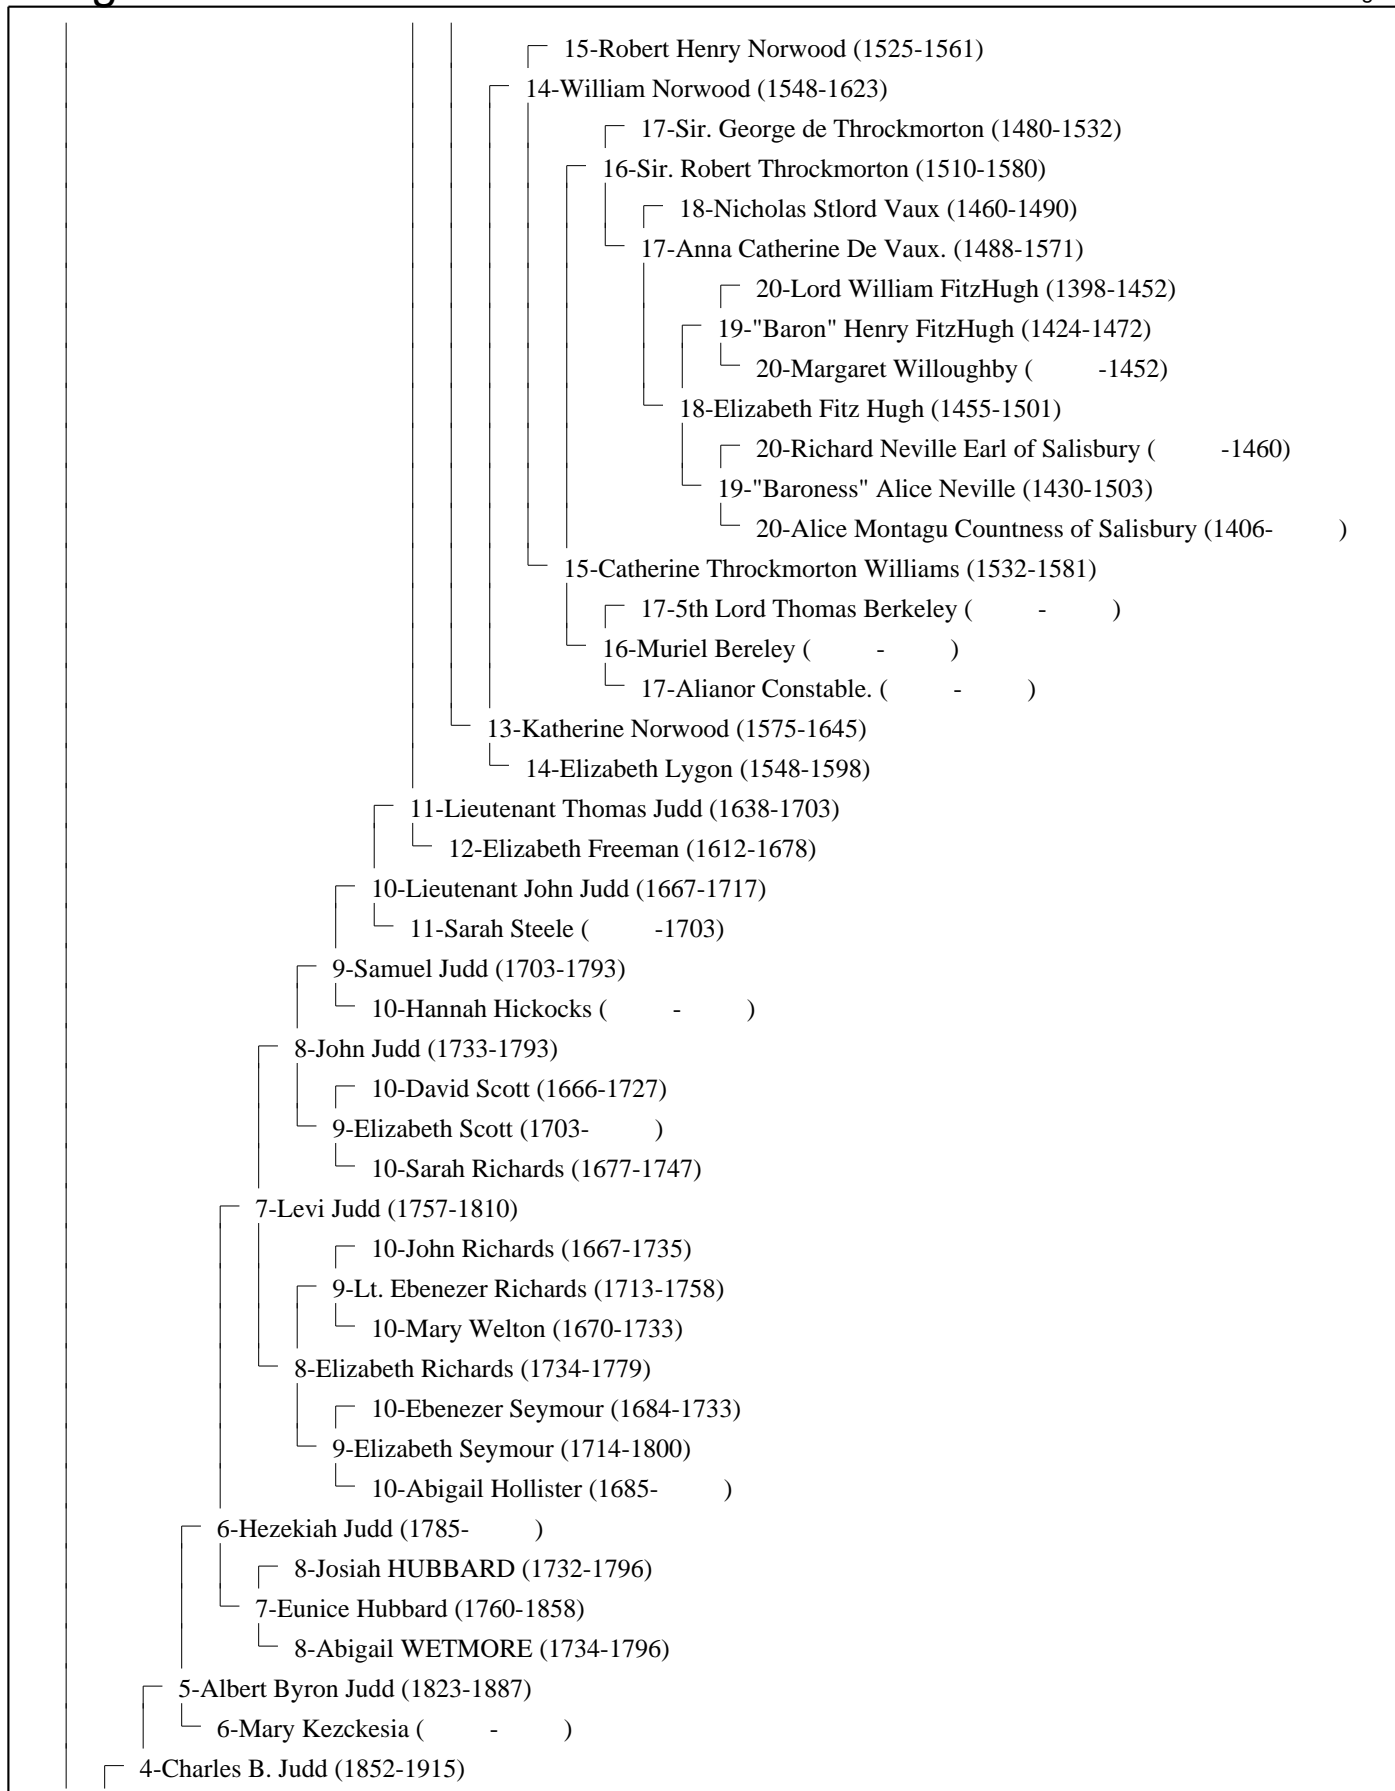 15-Robert Henry Norwood (1525-1561)
14-William Norwood (1548-1623)
17-Sir. George de Throckmorton (1480-1532)
16-Sir. Robert Throckmorton (1510-1580)
18-Nicholas Stlord Vaux (1460-1490)
17-Anna Catherine De Vaux. (1488-1571)
20-Lord William FitzHugh (1398-1452)
19-"Baron" Henry FitzHugh (1424-1472)
20-Margaret Willoughby ( -1452)
18-Elizabeth Fitz Hugh (1455-1501)
20-Richard Neville Earl of Salisbury ( -1460)
19-"Baroness" Alice Neville (1430-1503)
20-Alice Montagu Countness of Salisbury (1406- )
15-Catherine Throckmorton Williams (1532-1581)
17-5th Lord Thomas Berkeley ( - )
16-Muriel Bereley ( - )
17-Alianor Constable. ( - )
13-Katherine Norwood (1575-1645)
14-Elizabeth Lygon (1548-1598)
11-Lieutenant Thomas Judd (1638-1703)
12-Elizabeth Freeman (1612-1678)
10-Lieutenant John Judd (1667-1717)
11-Sarah Steele ( -1703)
9-Samuel Judd (1703-1793)
10-Hannah Hickocks ( - )
8-John Judd (1733-1793)
10-David Scott (1666-1727)
9-Elizabeth Scott (1703- )
10-Sarah Richards (1677-1747)
7-Levi Judd (1757-1810)
10-John Richards (1667-1735)
9-Lt. Ebenezer Richards (1713-1758)
10-Mary Welton (1670-1733)
8-Elizabeth Richards (1734-1779)
10-Ebenezer Seymour (1684-1733)
9-Elizabeth Seymour (1714-1800)
10-Abigail Hollister (1685- )
6-Hezekiah Judd (1785- )
8-Josiah HUBBARD (1732-1796)
7-Eunice Hubbard (1760-1858)
8-Abigail WETMORE (1734-1796)
5-Albert Byron Judd (1823-1887)
6-Mary Kezckesia ( - )
4-Charles B. Judd (1852-1915)